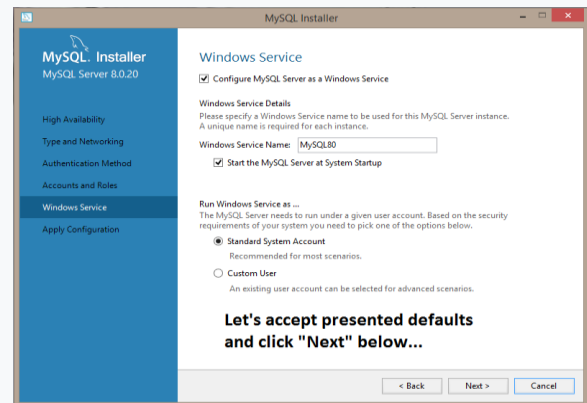 MySQL Installer
MySQL. Installer
MySQL Server 8.0.20
High Availability
Type and Networking
Authentication Method
Accounts and Roles
Windows Service
Apply Configuration
Windows Service
Configure MySQL Server as a Windows Service
Windows Service Details
Please specify a Windows Service name to be used for this MySQL Server instance.
A unique name is required for each instance.
Windows Service Name: MySQL80
Start the MySQL Server at System Startup
Run Windows Service as ...
The MySQL Server needs to run under a given user account. Based on the security
requirements of your system you need to pick one of the options below.
Standard System Account
Recommended for most scenarios.
Custom User
An existing user account can be selected for advanced scenarios.
Let's accept presented defaults
and click "Next" below...
< Back Next > Cancel